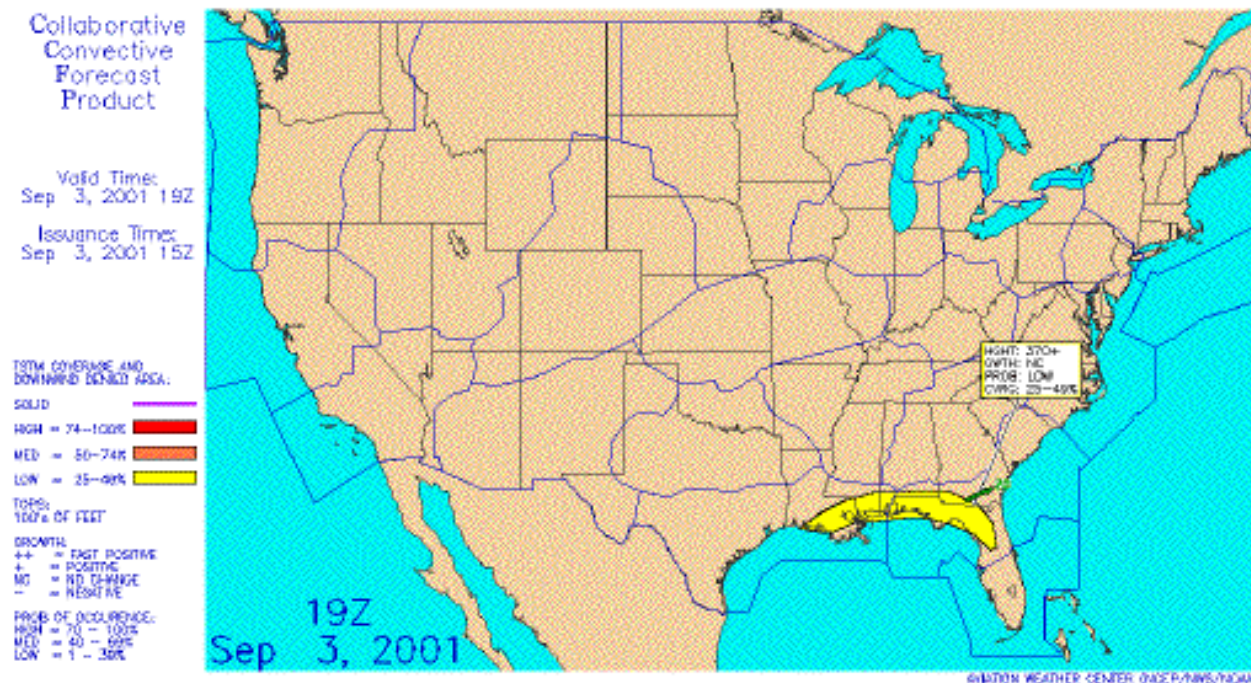 Collaborative
Convective
Forecast
Product
Valid Time:
Sep 3, 2001 19Z
Issuance Time:
Sep 3, 2001 15Z
TSTM COVERAGE AND
DOWNWIND DENIED AREA:
SOLID
HIGH = 74-100%
MED = 50-74%
LOW = 25-49%
TOPS:
100's OF FEET
GROWTH:
++ = FAST POSITIVE
+ = POSITIVE
NC = NO CHANGE
- = NEGATIVE
PROB OF OCCURENCE:
HIGH = 70 - 100%
MED = 40 - 69%
LOW = 1 - 39%
HGHT: 370+
GWTH: NC
PROB: LOW
CVRG: 25-49%
19Z
Sep 3, 2001
AVIATION WEATHER CENTER (NCEP/NWS/NOAA